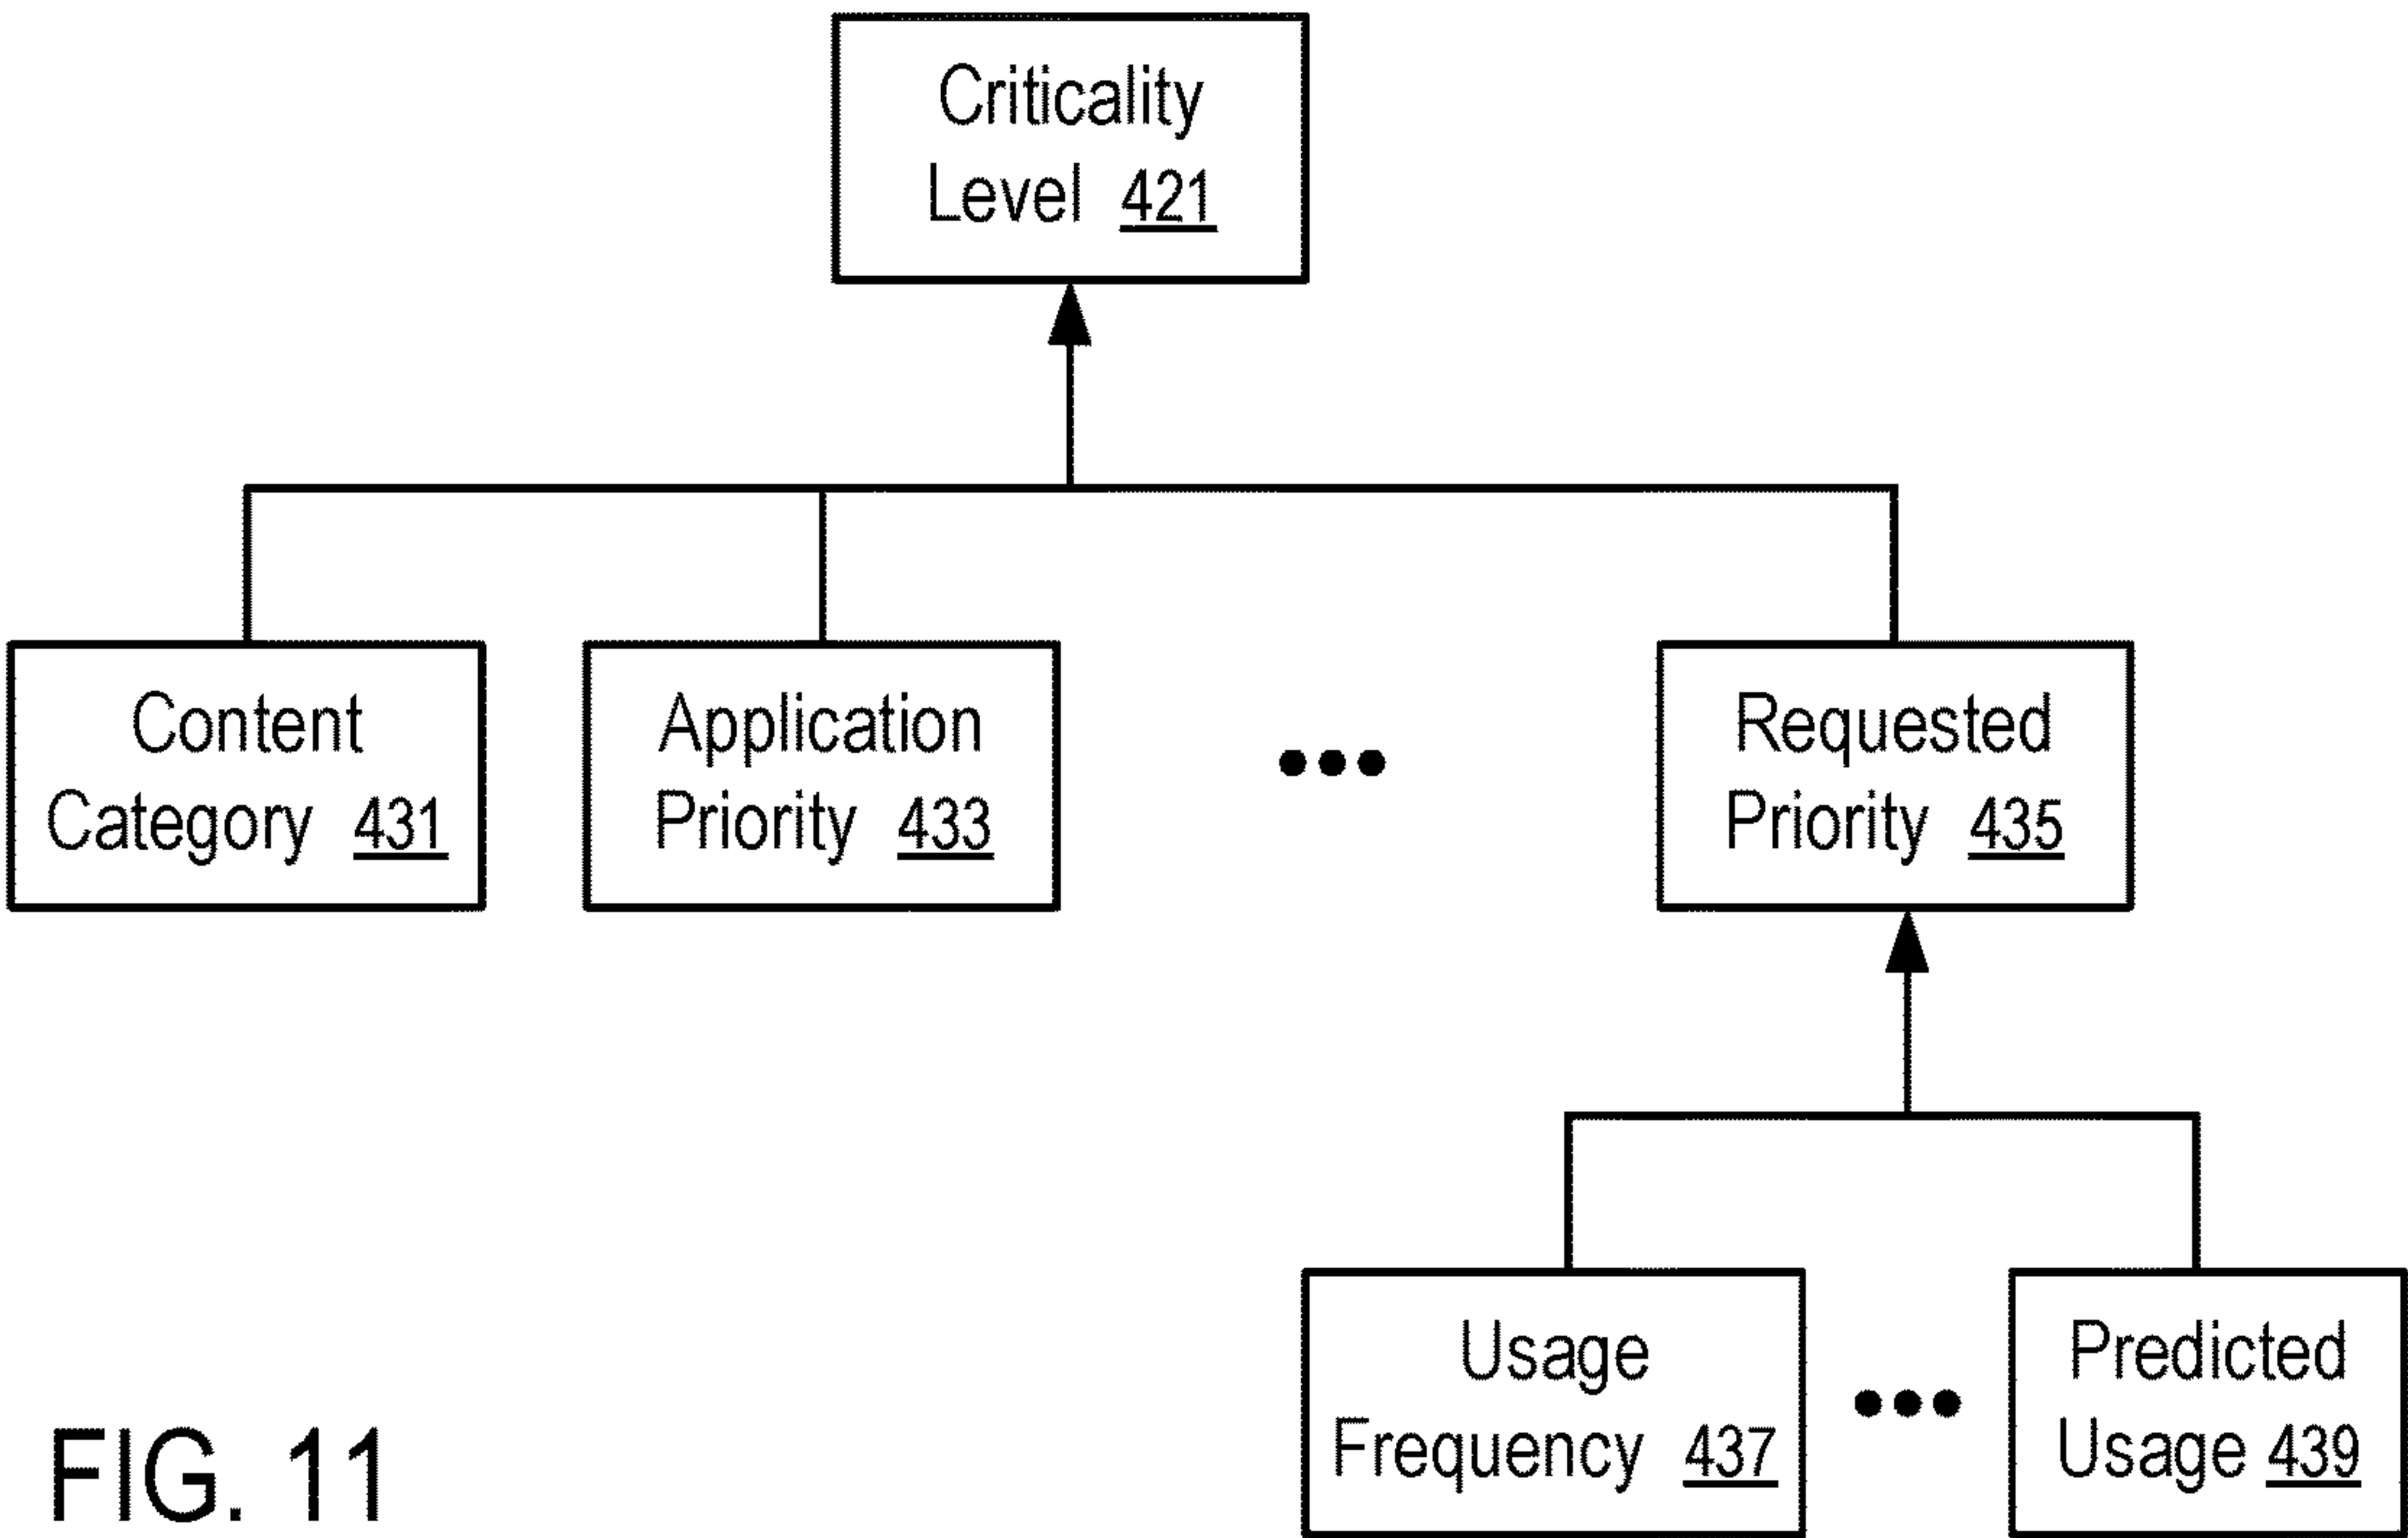 Criticality
Level 421
Content
Category 431
Application
Priority 433
Requested
Priority 435
Usage
Frequency 437
Predicted
Usage 439
FIG. 11